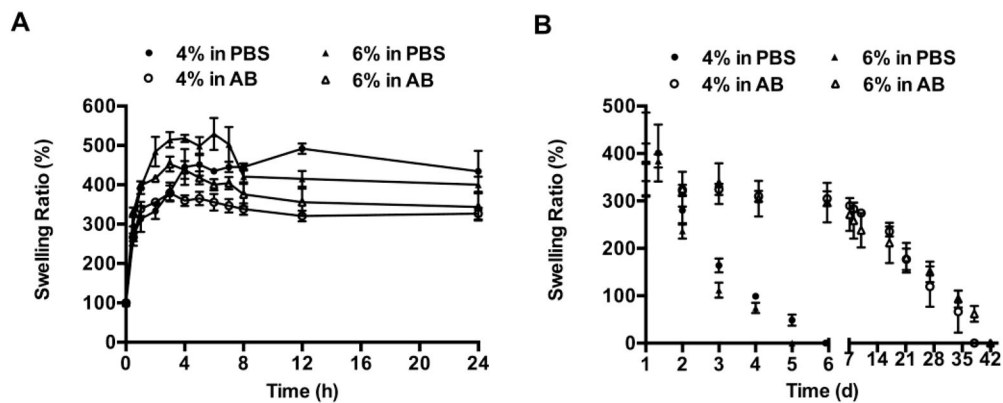 A
4% in PBS
6% in PBS
4% in AB
6% in AB
600
500
400
300
200
100
0
Swelling Ratio (%)
0 4 8 12 16 20 24
Time (h)
B
4% in PBS
6% in PBS
4% in AB
6% in AB
500
400
300
200
100
0
Swelling Ratio (%)
1 2 3 4 5 6 7 14 21 28 35 42
Time (d)